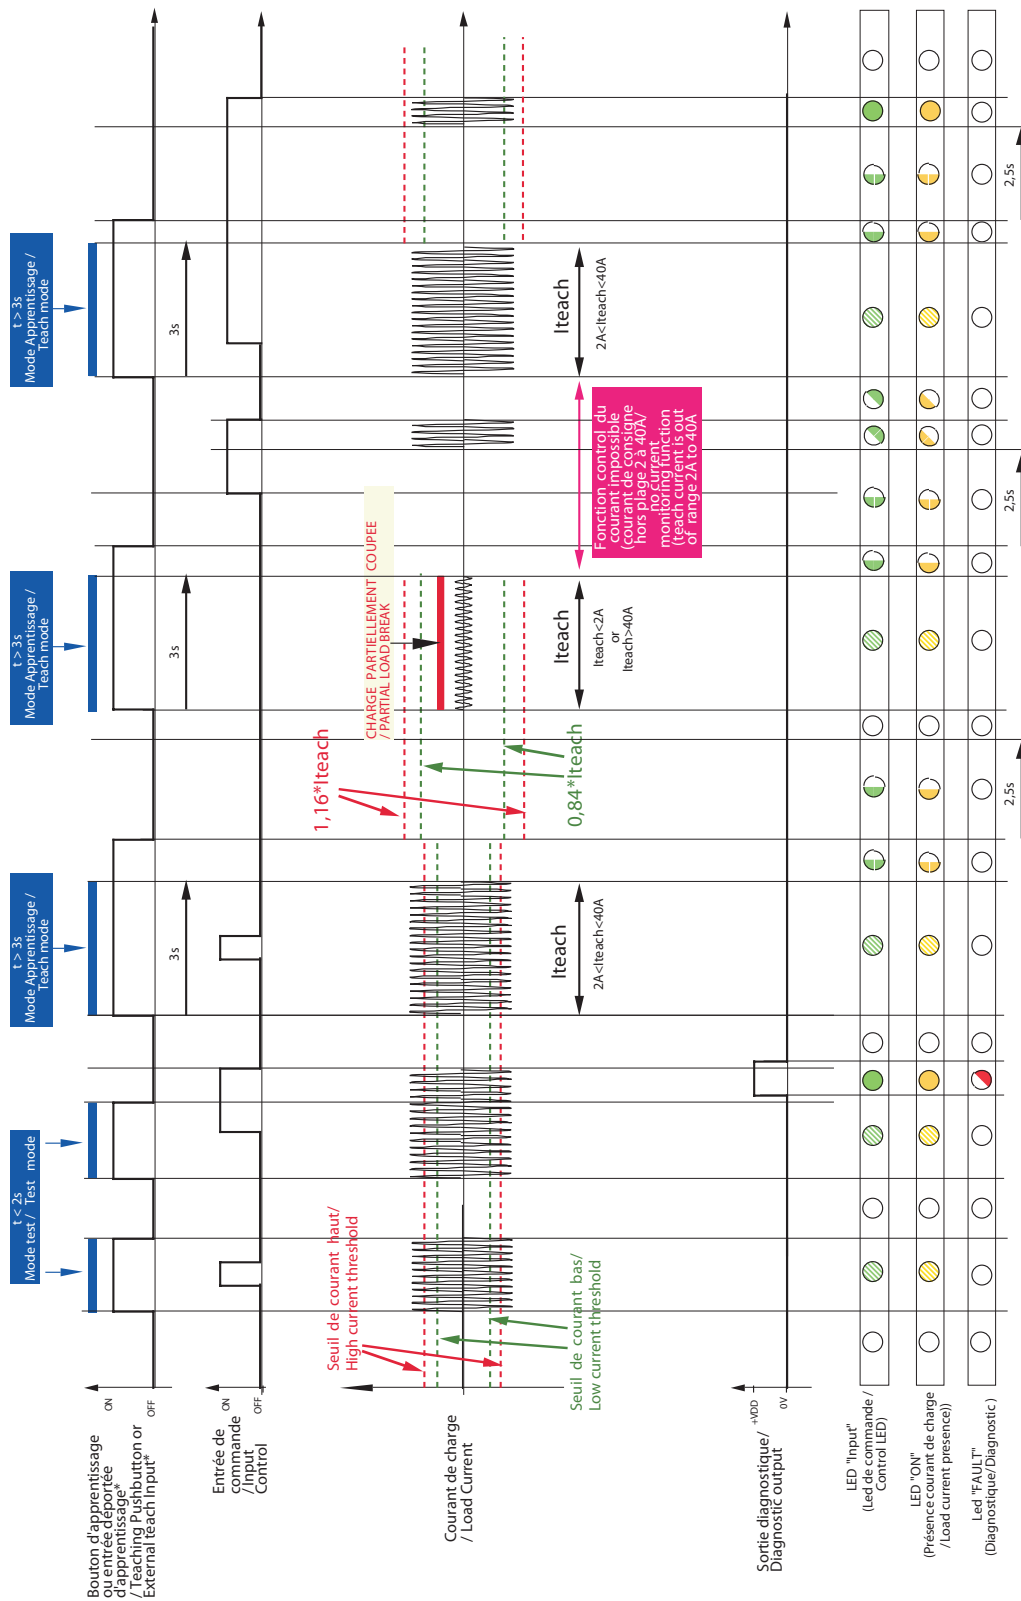 t < 2s
Mode test / Test mode
t > 3s
Mode Apprentissage /
Teach mode
t > 3s
Mode Apprentissage /
Teach mode
t > 3s
Mode Apprentissage /
Teach mode
Bouton d'apprentissage
ou entrée déportée
d'apprentissage*
/ Teaching Pushbutton or
External teach Input*
ON
OFF
3s
3s
3s
Entrée de
commande
/Input
Control
ON
OFF
Courant de charge
/ Load Current
Seuil de courant haut/
High current threshold
Seuil de courant bas/
Low current threshold
1,16*Iteach
0,84*Iteach
CHARGE PARTIELLEMENT COUPEE
/ PARTIAL LOAD BREAK
Iteach
2A<Iteach<40A
Iteach
Iteach<2A
or
Iteach>40A
Fonction control du
courant impossible
(courant de consigne
hors plage 2 à 40A/
no current
monitoring function
(teach current is out
of range 2A to 40A
Iteach
2A<Iteach<40A
Sortie diagnostique/
Diagnostic output
+VDD
0V
LED "Input"
(Led de commande /
Control LED)
LED "ON"
(Présence courant de charge
/Load current presence))
Led "FAULT"
(Diagnostique/Diagnostic )
2,5s
2,5s
2,5s